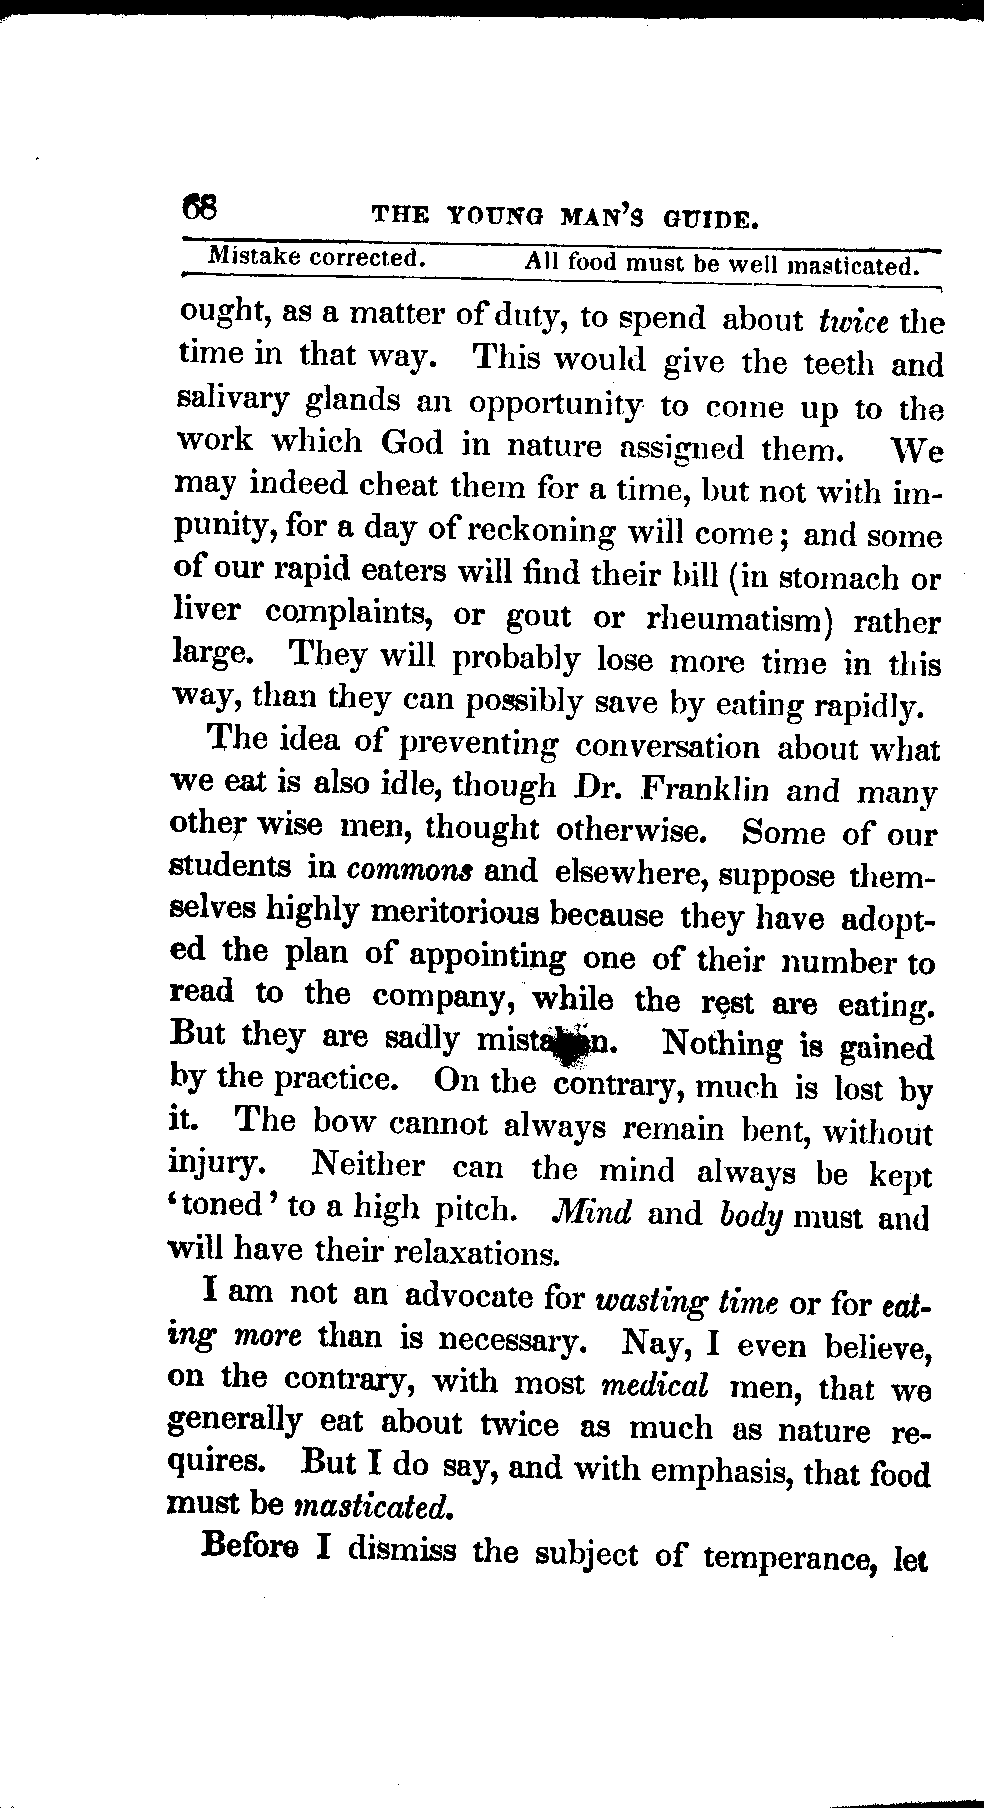 68 THE YOUNG MAN'S GUIDE.
Mistake corrected. All food must be well masticated.
ought, as a matter of duty, to spend about twice the
time in that way. This would give the teeth and
salivary glands an opportunity to come up to the
work which God in nature assigned them. We
may indeed cheat them for a time, but not with im-
punity, for a day of reckoning will come; and some
of our rapid eaters will find their bill (in stomach or
liver complaints, or gout or rheumatism) rather
large. They will probably lose more time in this
way, than they can possibly save by eating rapidly.
The idea of preventing conversation about what
we eat is also idle, though Dr. Franklin and many
other wise men, thought otherwise. Some of our
students in commons and elsewhere, suppose them-
selves highly meritorious because they have adopt-
ed the plan of appointing one of their number to
read to the company, while the rest are eating.
But they are sadly mistaken. Nothing is gained
by the practice. On the contrary, much is lost by
it. The bow cannot always remain bent, without
injury. Neither can the mind always be kept
'toned' to a high pitch. Mind and body must and
will have their relaxations.
I am not an advocate for wasting time or for eat-
ing more than is necessary. Nay, I even believe,
on the contrary, with most medical men, that we
generally eat about twice as much as nature re-
quires. But I do say, and with emphasis, that food
must be masticated.
Before I dismiss the subject of temperance, let